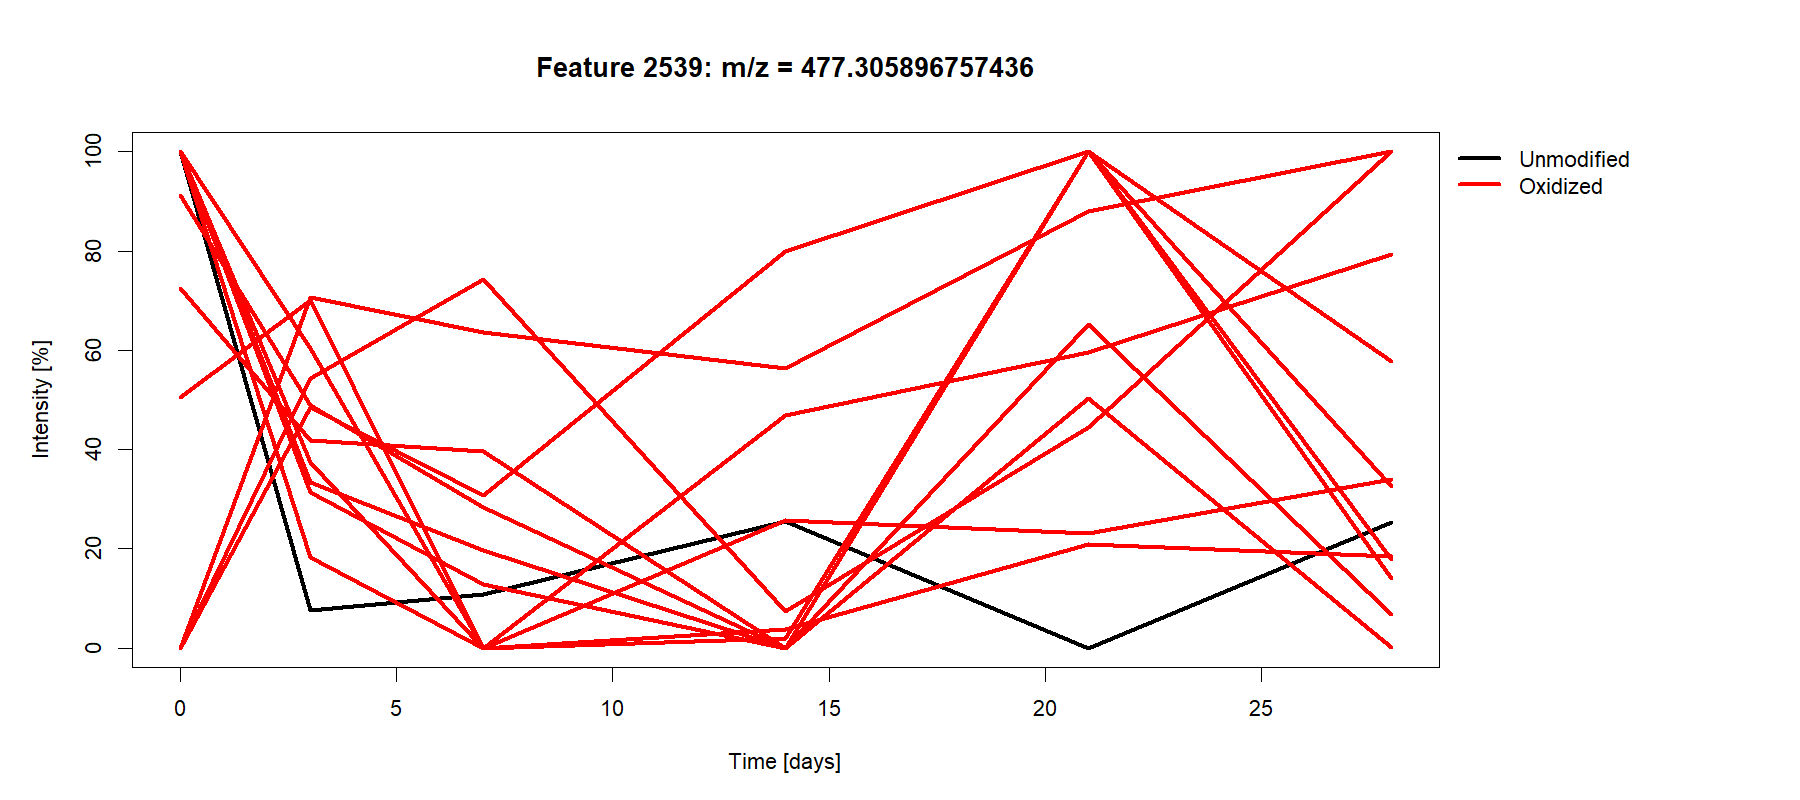 Feature 2539: m/z = 477.305896757436
Unmodified
Oxidized
Intensity [%]
100
80
60
40
20
0
0 5 10 15 20 25
Time [days]